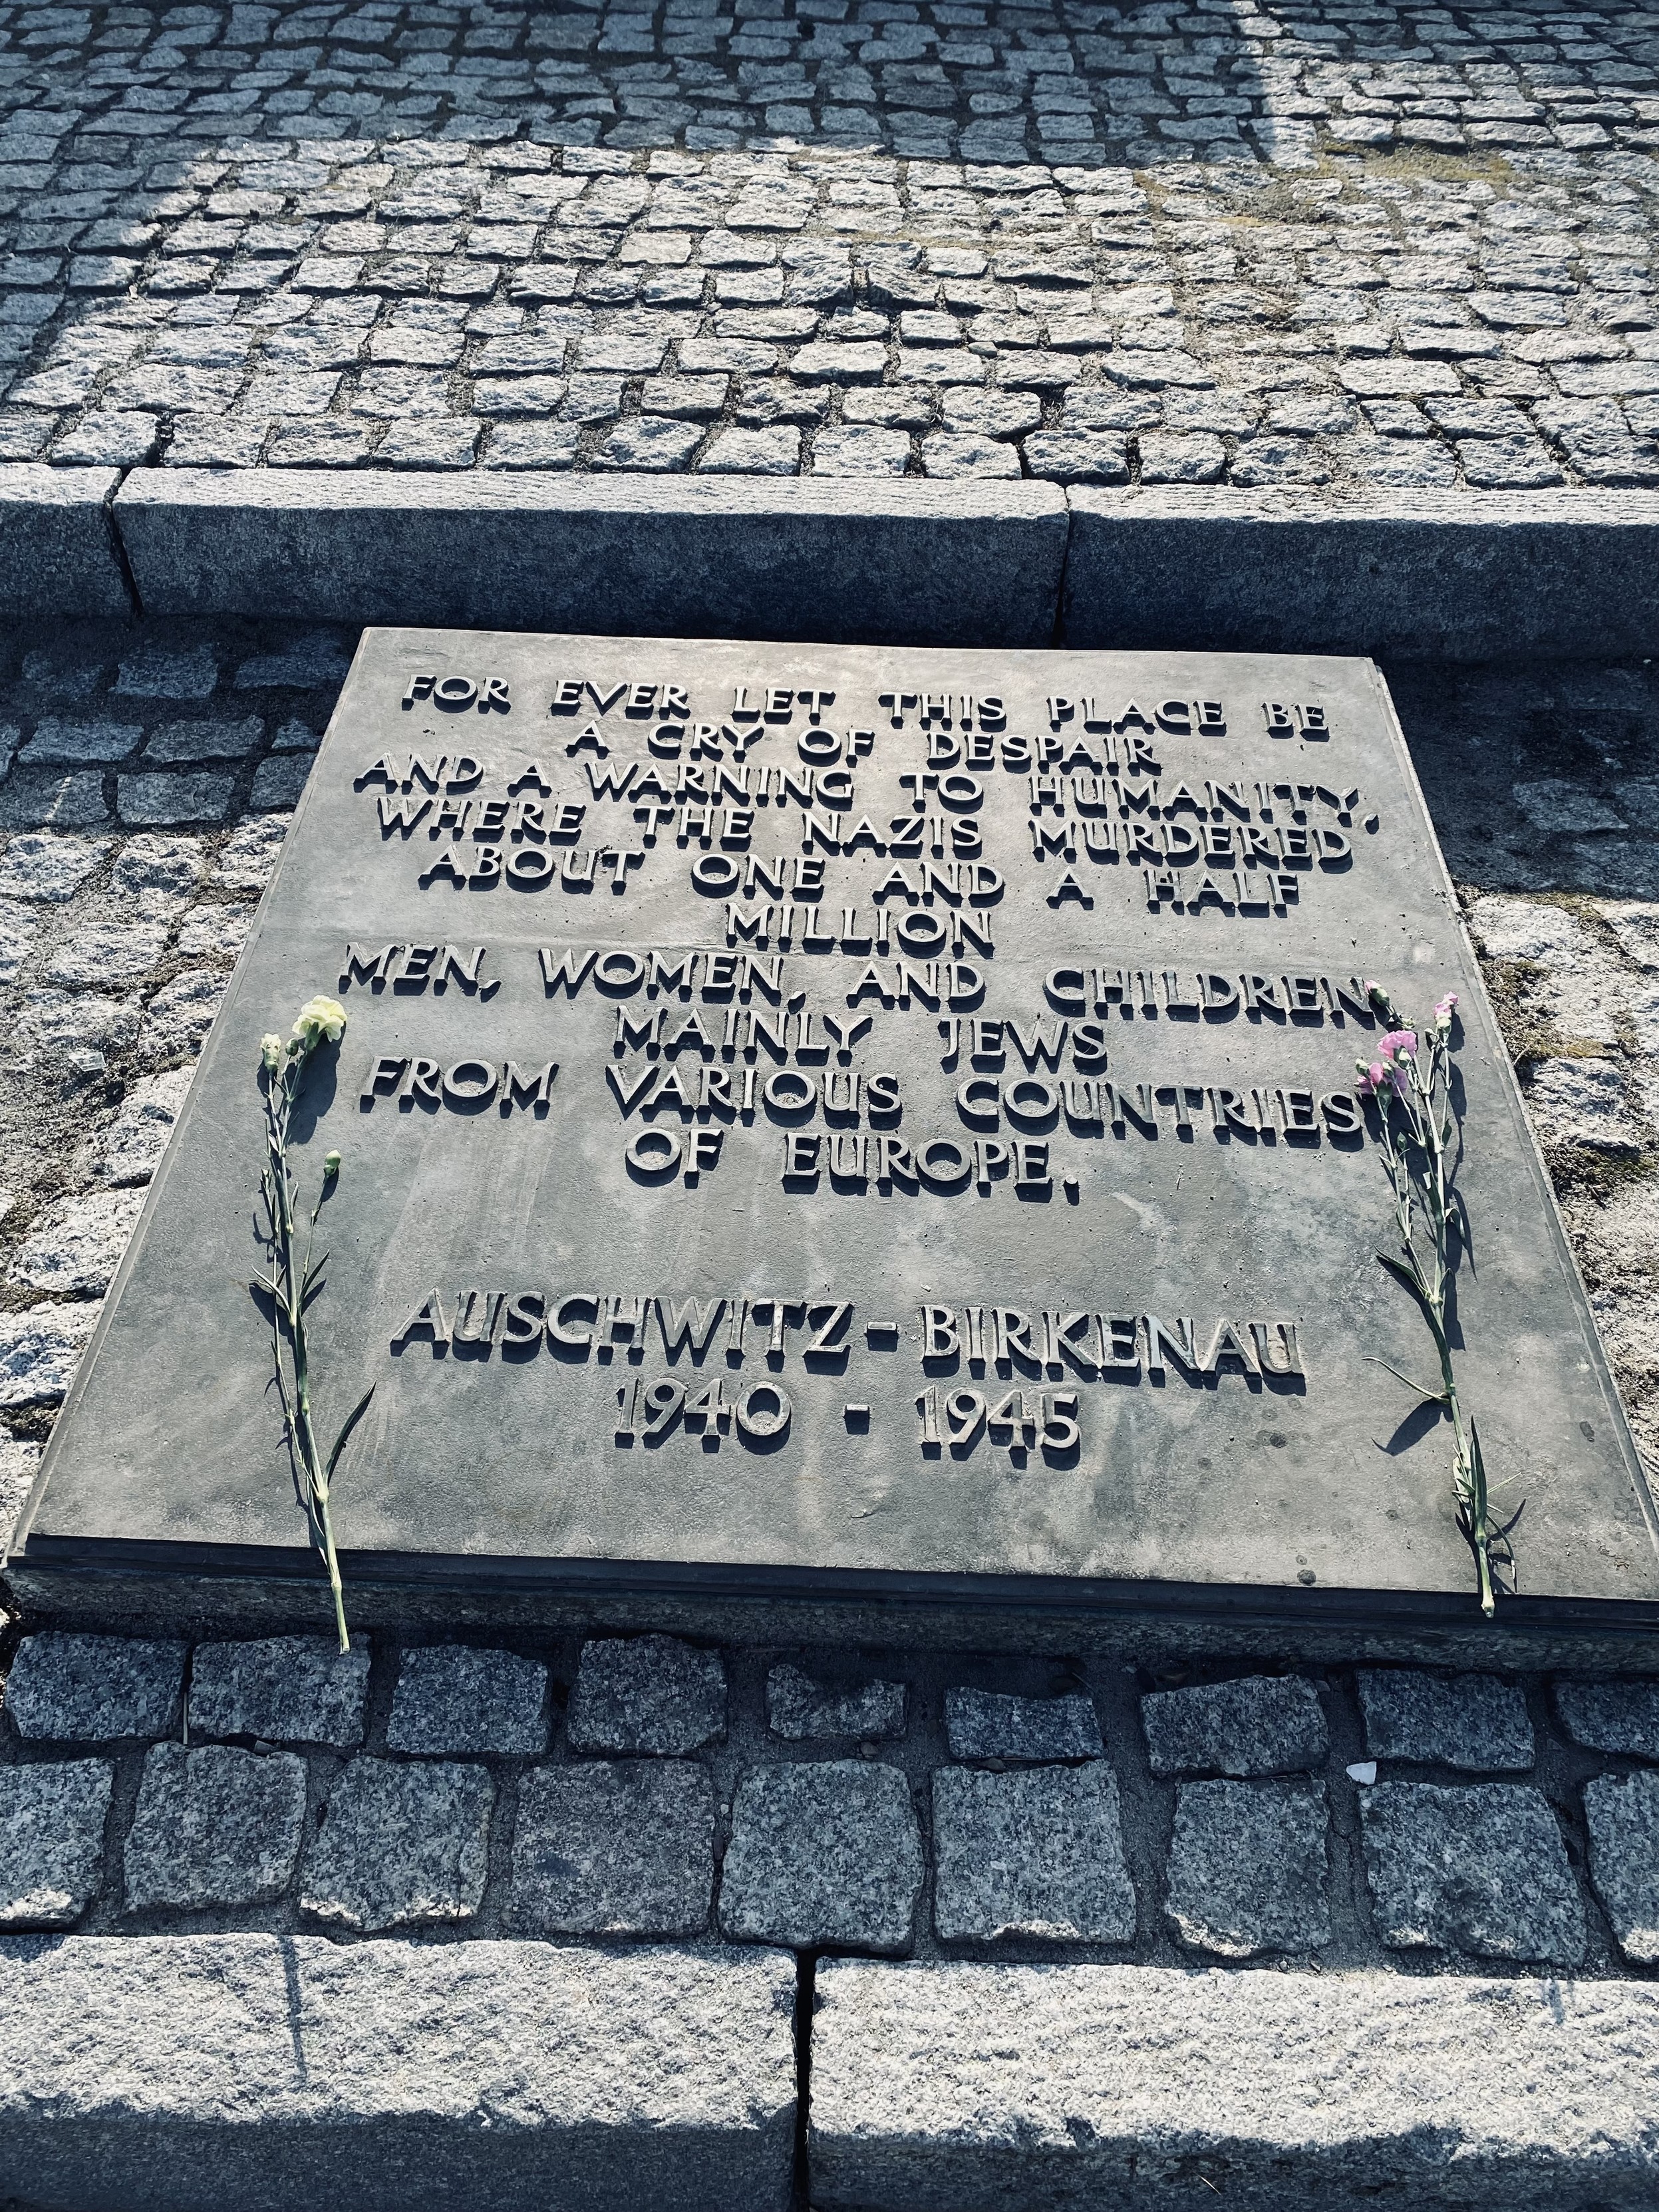 FOR EVER LET THIS PLACE BE
A CRY OF DESPAIR
AND A WARNING TO HUMANITY,
WHERE THE NAZIS MURDERED
ABOUT ONE AND A HALF
MILLION
MEN, WOMEN, AND CHILDREN,
MAINLY JEWS
FROM VARIOUS COUNTRIES
OF EUROPE.
AUSCHWITZ - BIRKENAU
1940 - 1945